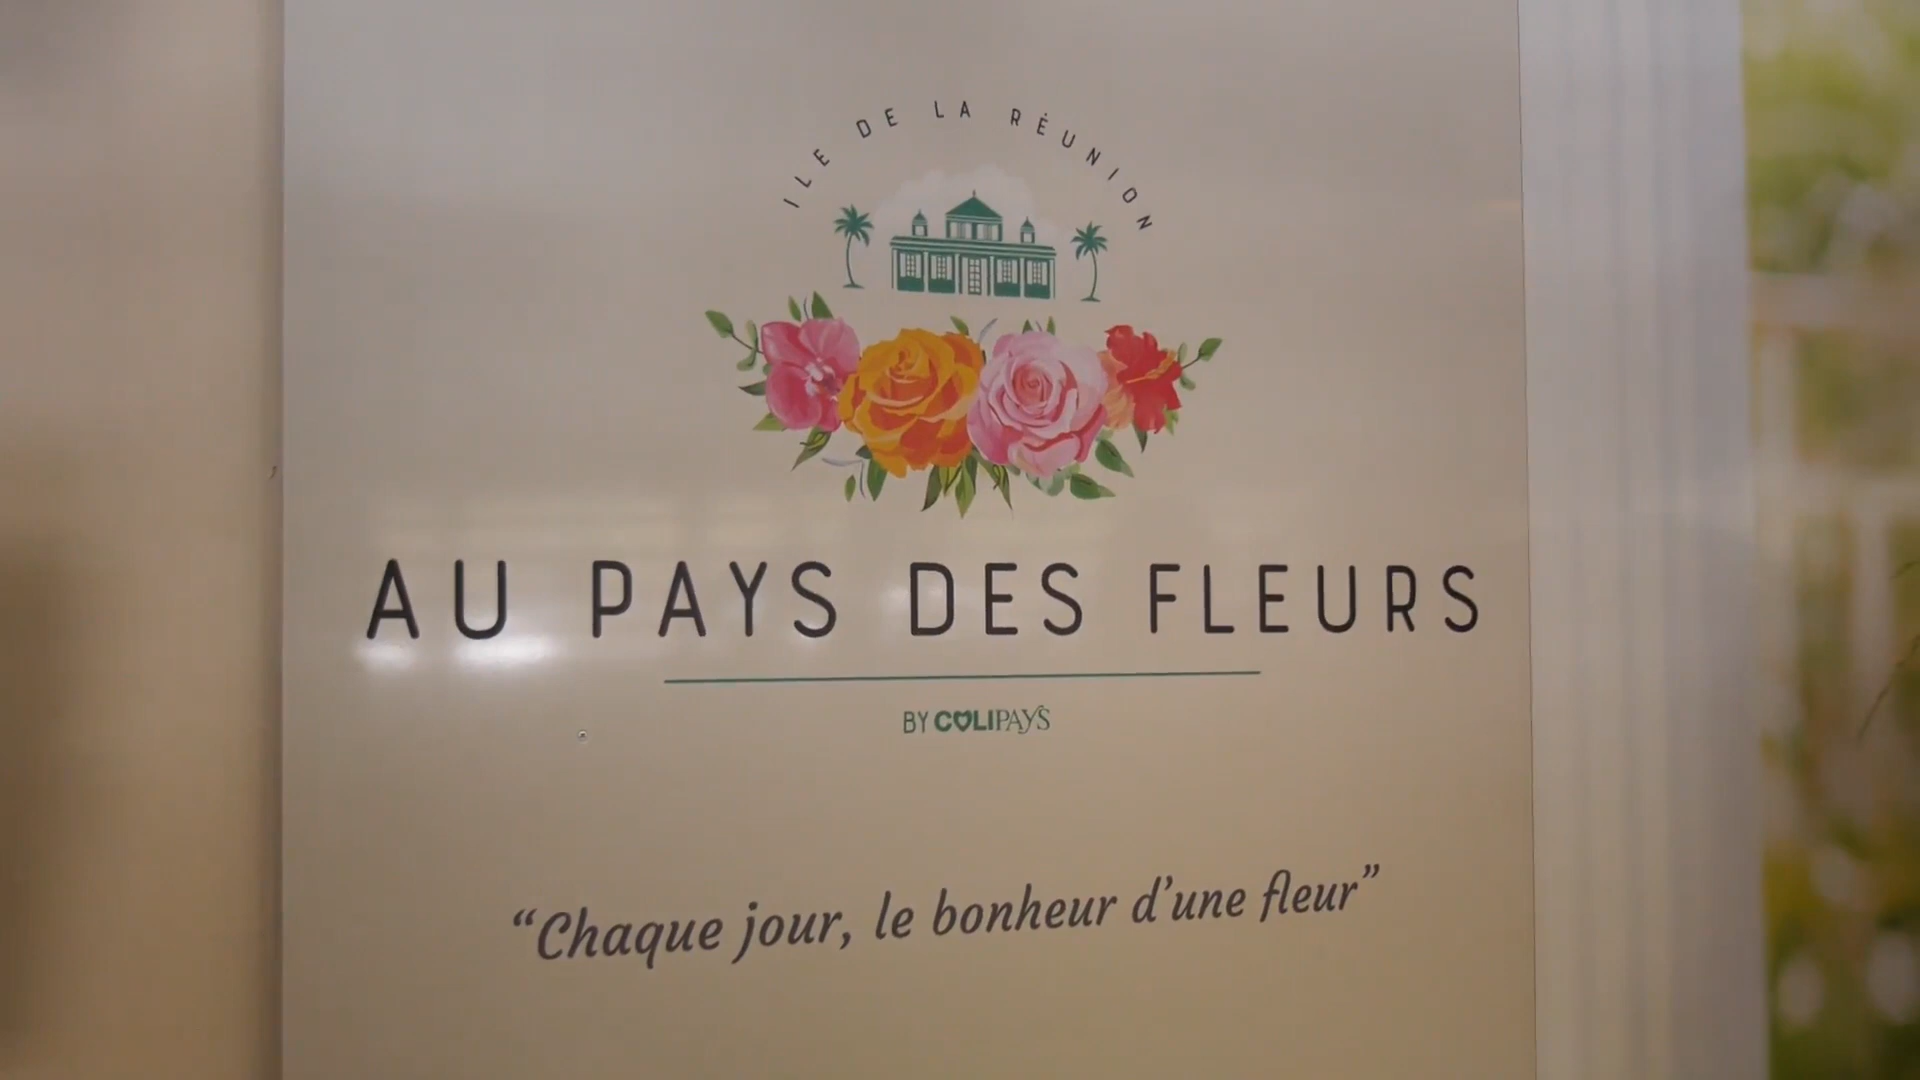 ILE DE LA RÉUNION
AU PAYS DES FLEURS
BY COLIPAYS
“Chaque jour, le bonheur d’une fleur”